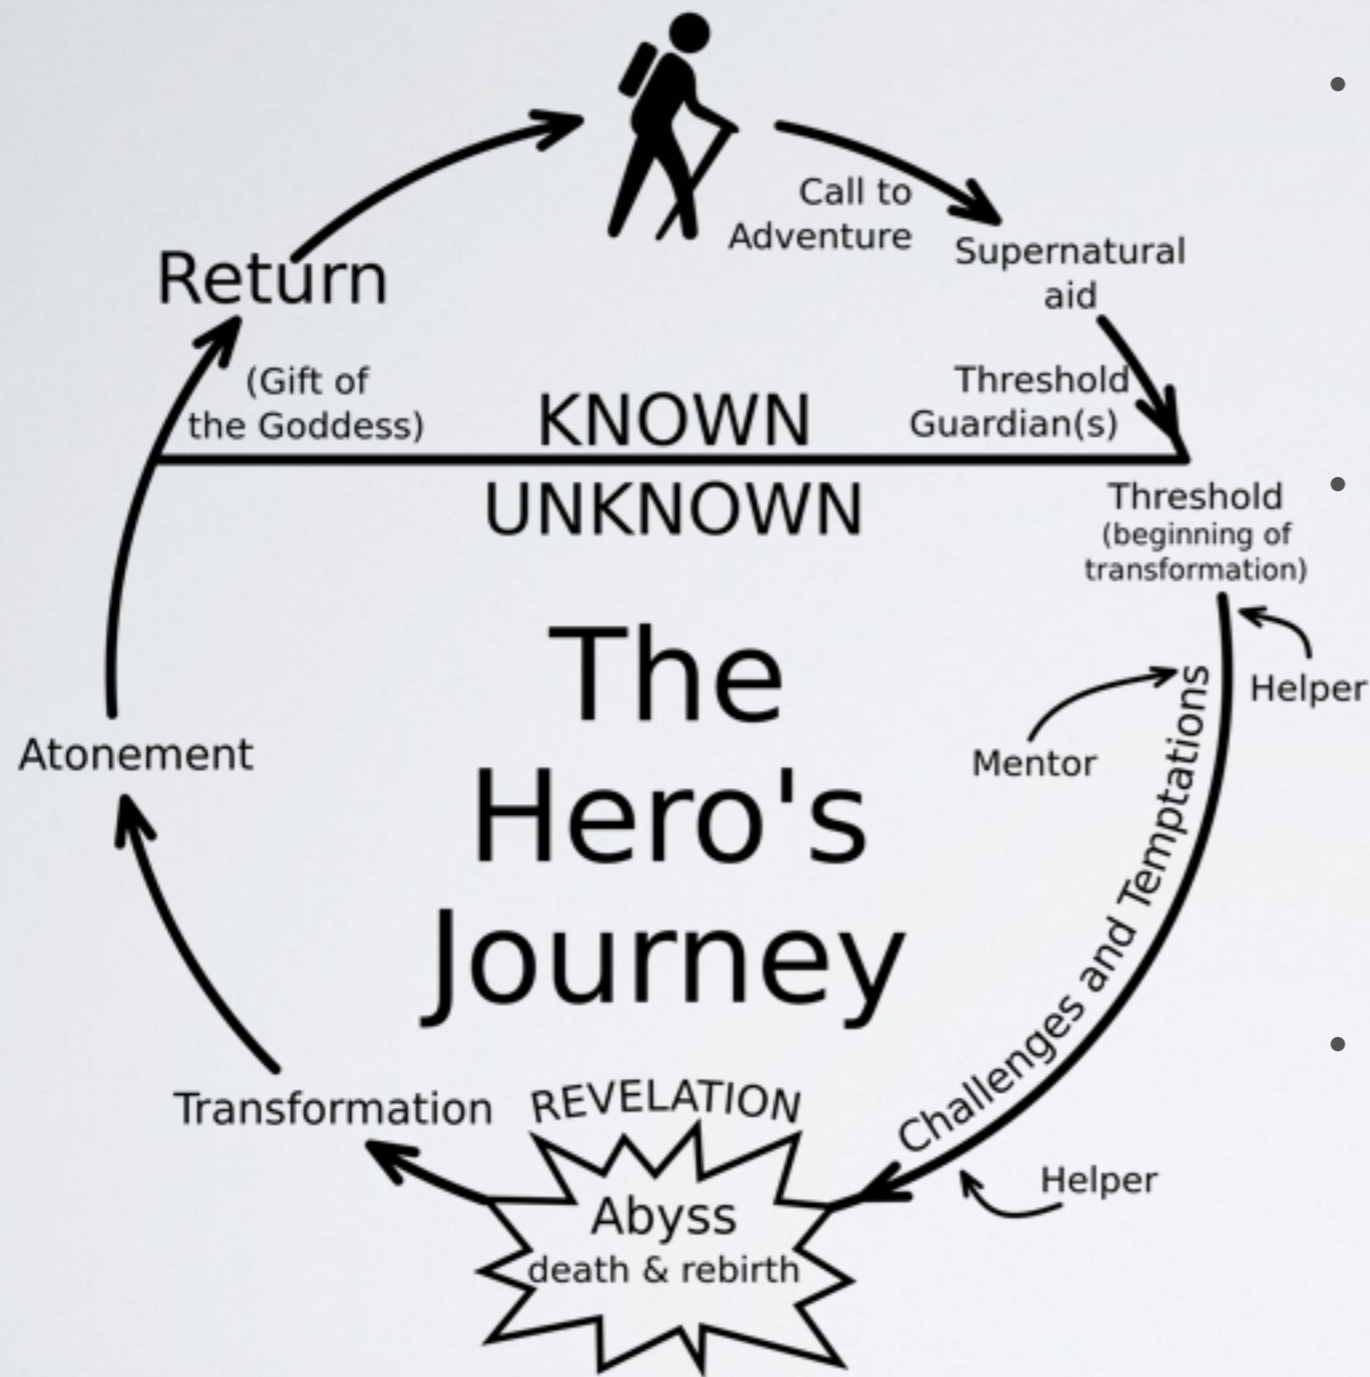 Call to
Adventure
Supernatural
aid
Return
(Gift of
the Goddess)
KNOWN
Threshold
Guardian(s)
UNKNOWN
Threshold
(beginning of
transformation)
Helper
Mentor
The
Hero's
Journey
Challenges and Temptations
Atonement
Transformation
REVELATION
Abyss
death & rebirth
Helper